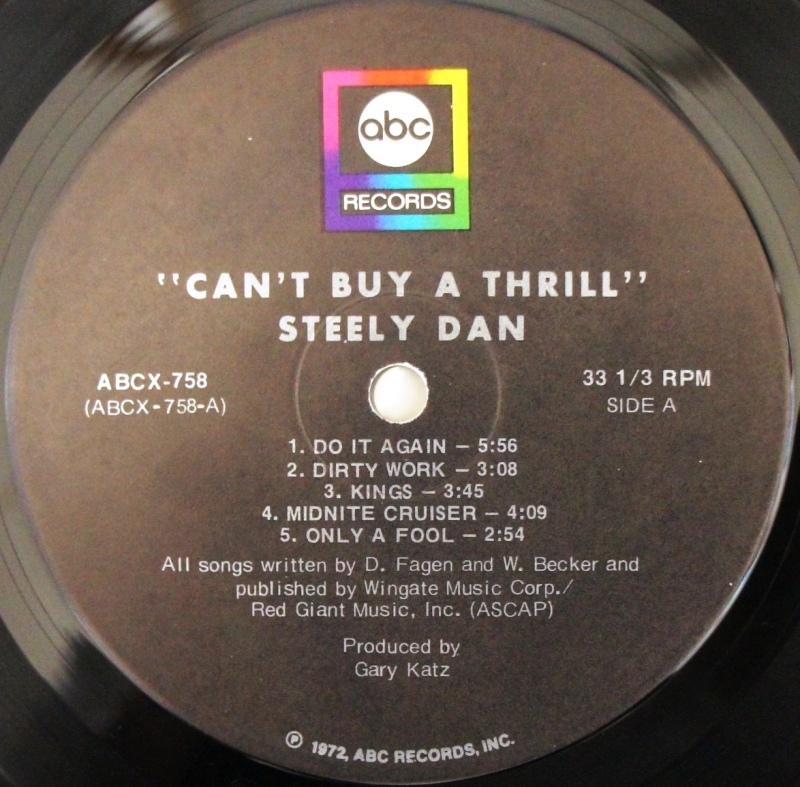 abc
RECORDS
"CAN'T BUY A THRILL"
STEELY DAN
ABCX-758
(ABCX-758-A)
33 1/3 RPM
SIDE A
1. DO IT AGAIN — 5:56
2. DIRTY WORK — 3:08
3. KINGS — 3:45
4. MIDNITE CRUISER — 4:09
5. ONLY A FOOL — 2:54
All songs written by D. Fagen and W. Becker and
published by Wingate Music Corp./
Red Giant Music, Inc. (ASCAP)
Produced by
Gary Katz
℗ 1972, ABC RECORDS, INC.